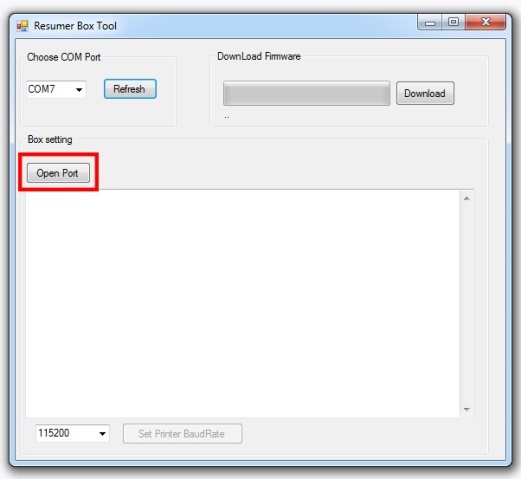 Resumer Box Tool
Choose COM Port
DownLoad Firmware
COM7
Refresh
Download
..
Box setting
Open Port
115200
Set Printer BaudRate